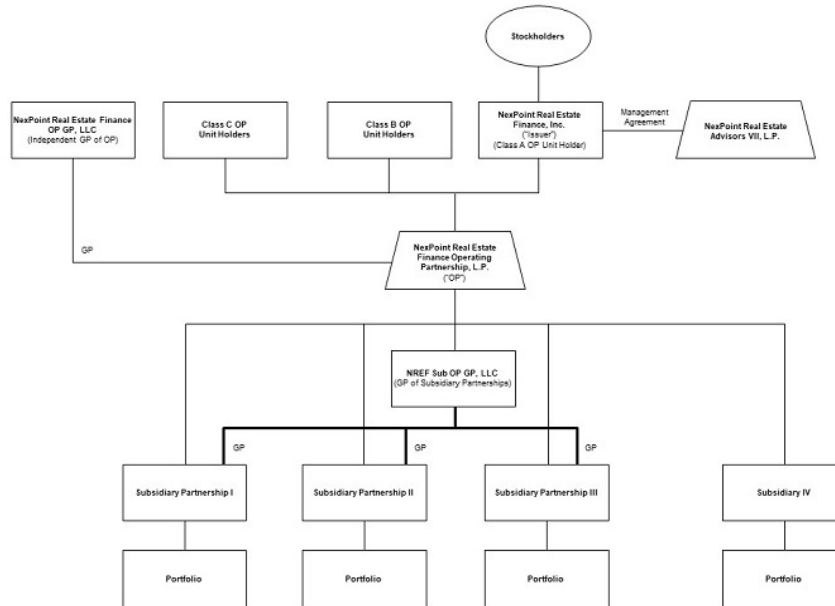 Stockholders
NexPoint Real Estate Finance
OP GP, LLC
(Independent GP of OP)
Class C OP
Unit Holders
Class B OP
Unit Holders
NexPoint Real Estate
Finance, Inc.
("Issuer")
(Class A OP Unit Holder)
Management
Agreement
NexPoint Real Estate
Advisors VII, L.P.
GP
NexPoint Real Estate
Finance Operating
Partnership, L.P.
("OP")
NREF Sub OP GP, LLC
(GP of Subsidiary Partnerships)
GP
GP
GP
Subsidiary Partnership I
Subsidiary Partnership II
Subsidiary Partnership III
Subsidiary IV
Portfolio
Portfolio
Portfolio
Portfolio